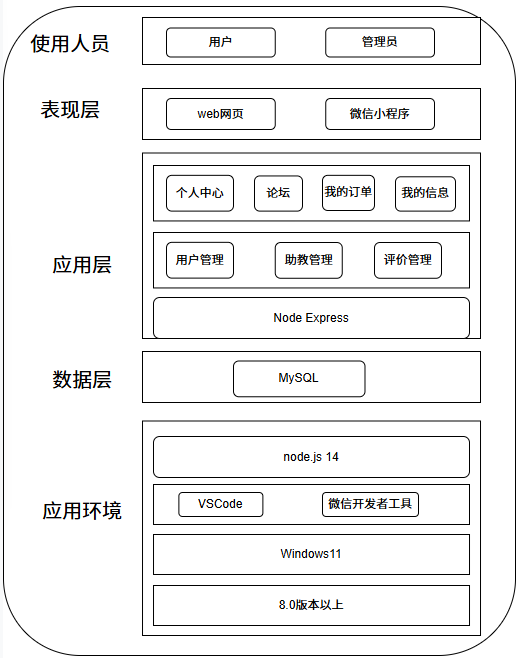 使用人员
用户 管理员
表现层
web网页 微信小程序
应用层
个人中心 论坛 我的订单 我的信息
用户管理 助教管理 评价管理
Node Express
数据层
MySQL
应用环境
node.js 14
VSCode 微信开发者工具
Windows11
8.0版本以上